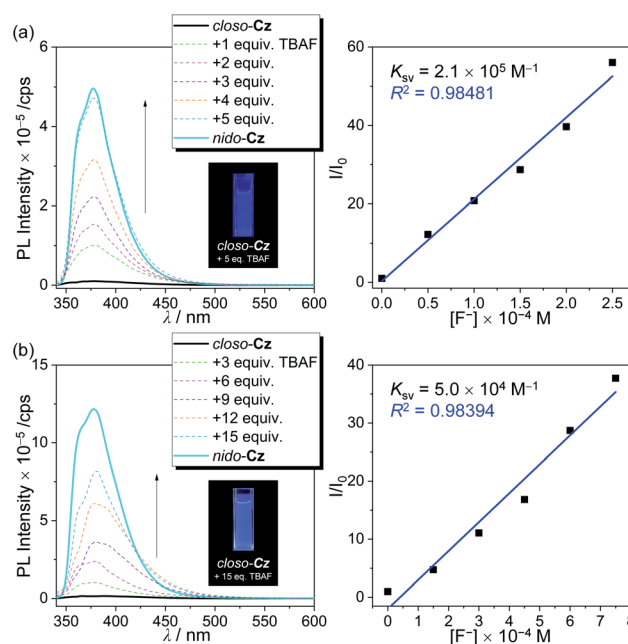 (a)
closo-Cz
+1 equiv. TBAF
+2 equiv.
+3 equiv.
+4 equiv.
+5 equiv.
nido-Cz
6
4
2
0
PL Intensity × 10⁻⁵ /cps
closo-Cz
+ 5 eq. TBAF
350 400 450 500 550 600
λ / nm
Kₛᵥ = 2.1 × 10⁵ M⁻¹
R² = 0.98481
60
40
20
0
I/I₀
0.0 0.5 1.0 1.5 2.0 2.5
[F⁻] × 10⁻⁴ M
(b)
closo-Cz
+3 equiv. TBAF
+6 equiv.
+9 equiv.
+12 equiv.
+15 equiv.
nido-Cz
15
10
5
0
PL Intensity × 10⁻⁵ /cps
closo-Cz
+ 15 eq. TBAF
350 400 450 500 550 600
λ / nm
Kₛᵥ = 5.0 × 10⁴ M⁻¹
R² = 0.98394
40
30
20
10
0
I/I₀
0 1 2 3 4 5 6 7 8
[F⁻] × 10⁻⁴ M